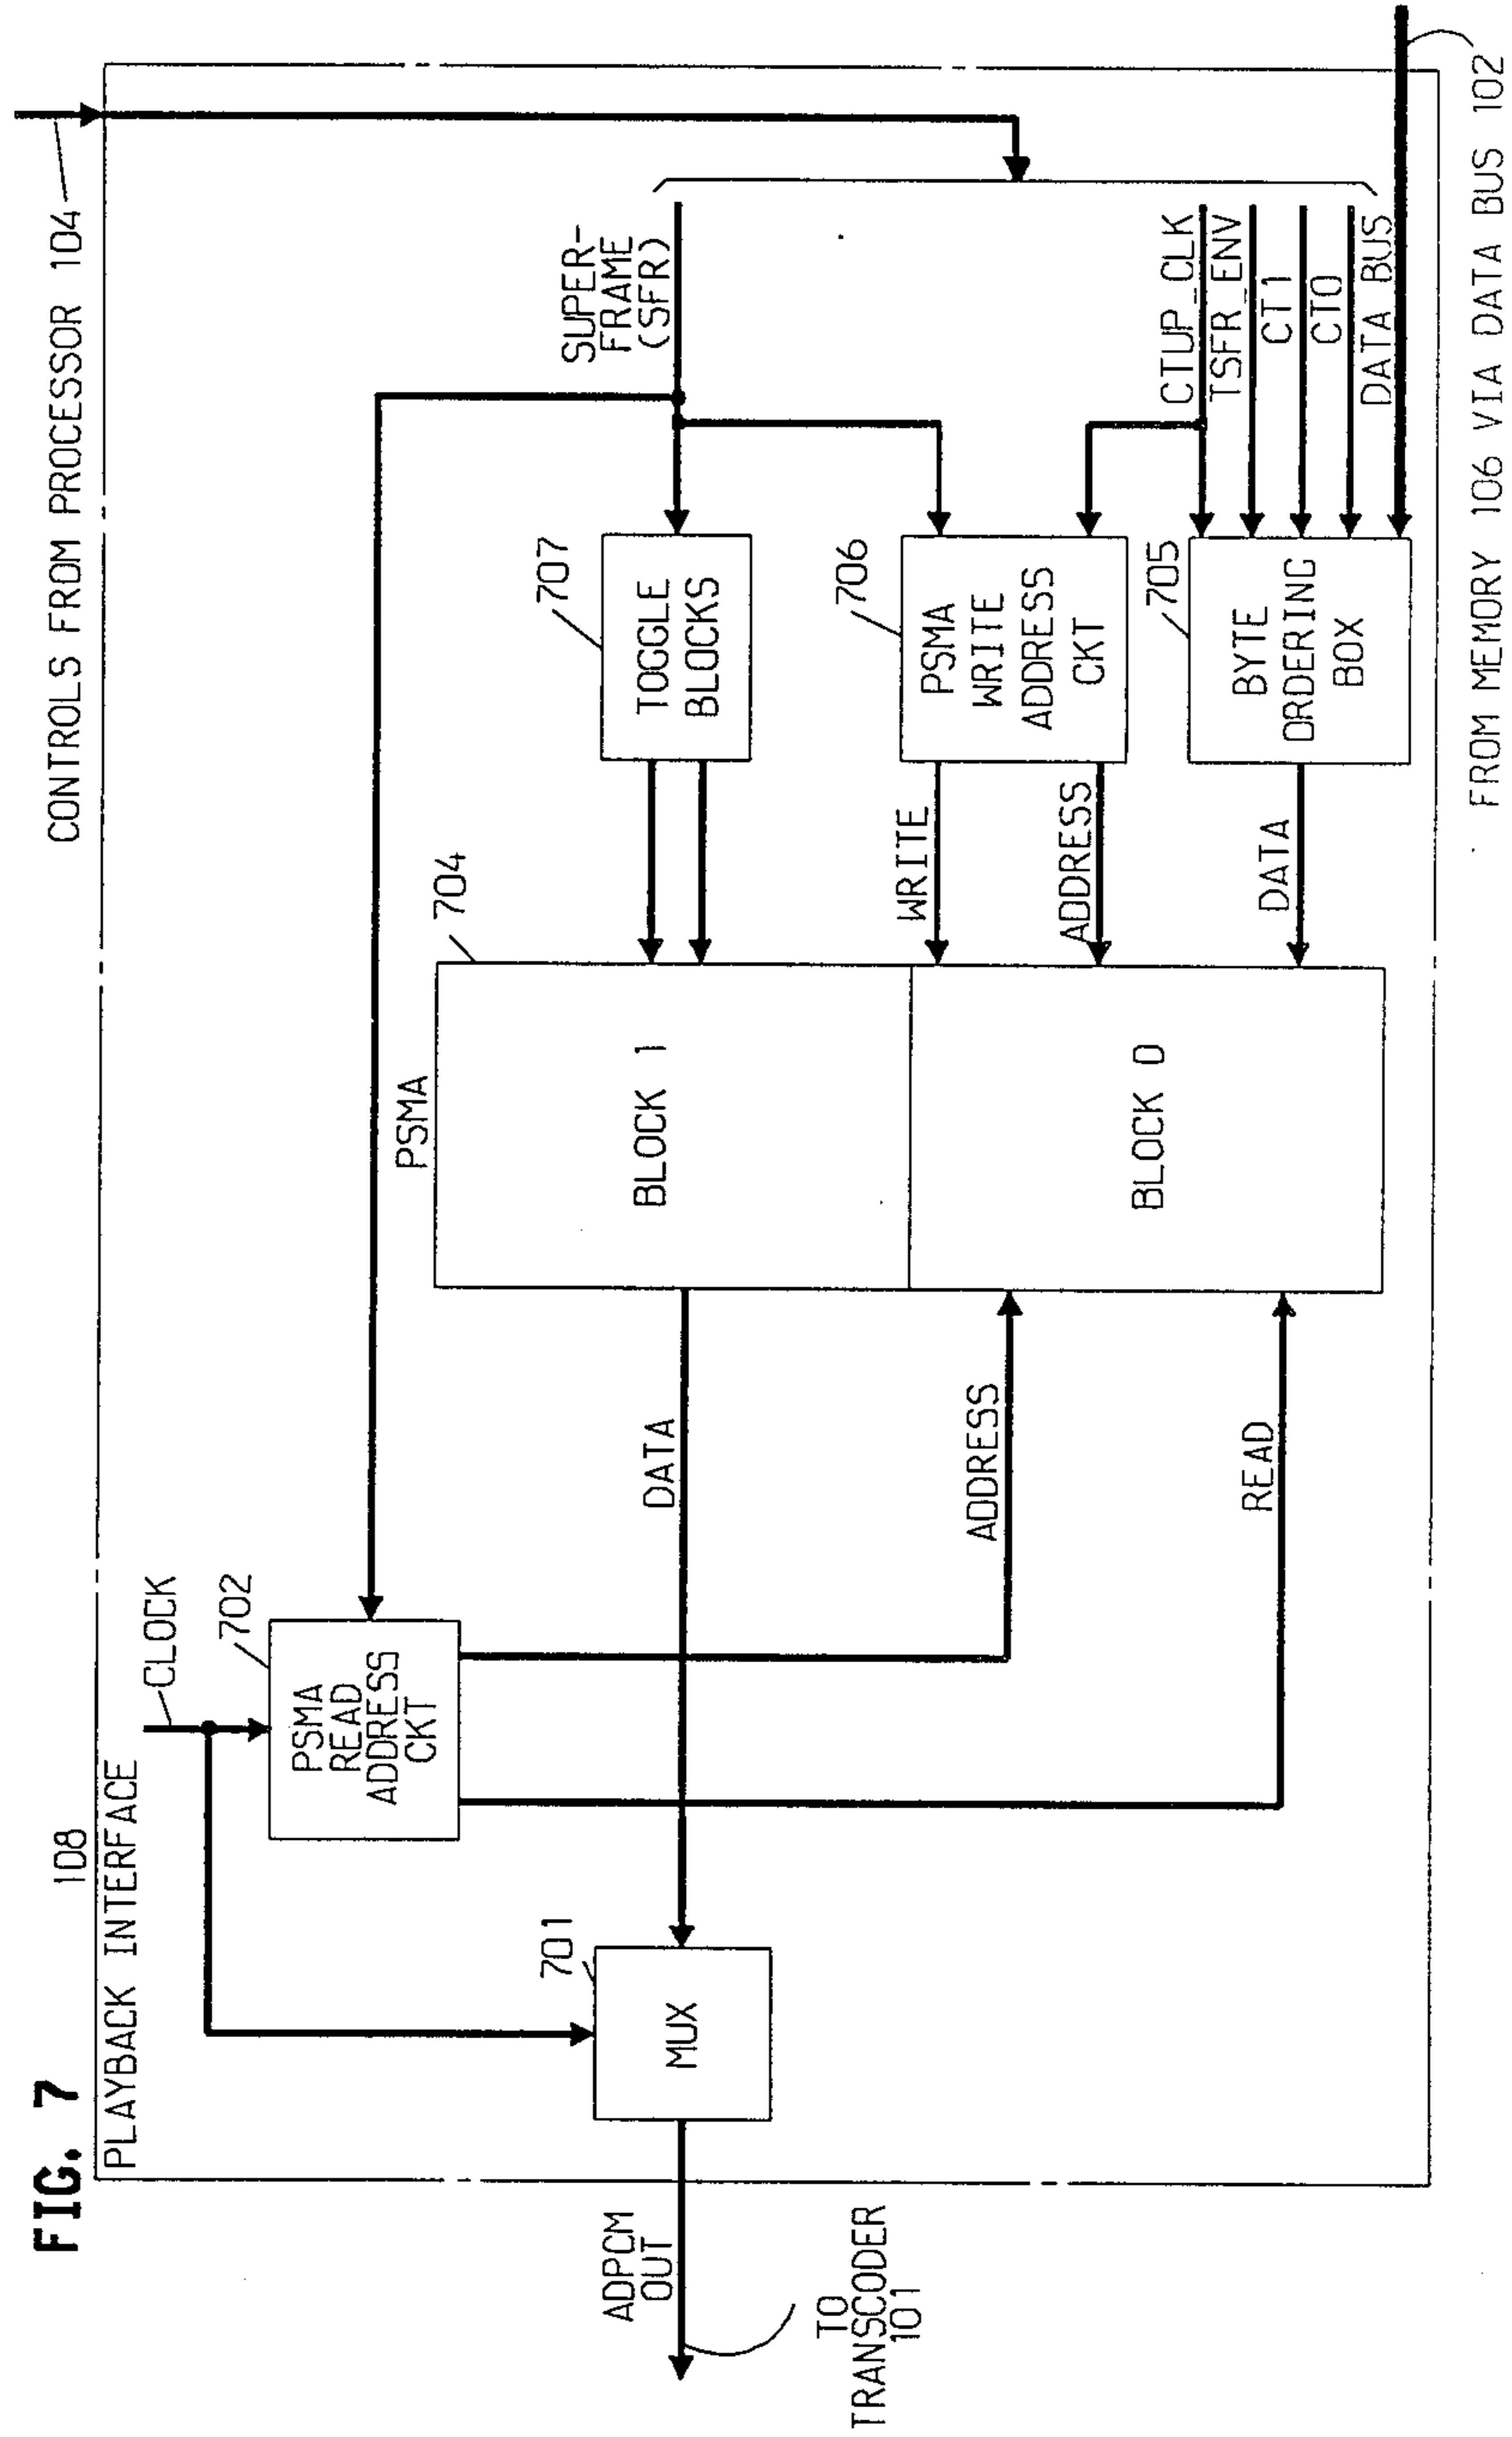 FIG. 7
108
PLAYBACK INTERFACE
CONTROLS FROM PROCESSOR 104
CLOCK
702
PSMA
READ
ADDRESS
CKT
701
MUX
ADPCM
OUT
TO
TRANSCODER
101
DATA
ADDRESS
READ
PSMA
704
BLOCK 1
BLOCK 0
WRITE
ADDRESS
DATA
707
TOGGLE
BLOCKS
706
PSMA
WRITE
ADDRESS
CKT
705
BYTE
ORDERING
BOX
SUPER-
FRAME
(SFR)
CTUP_CLK
TSFR_ENV
CT1
CT0
DATA BUS
FROM MEMORY 106 VIA DATA BUS 102